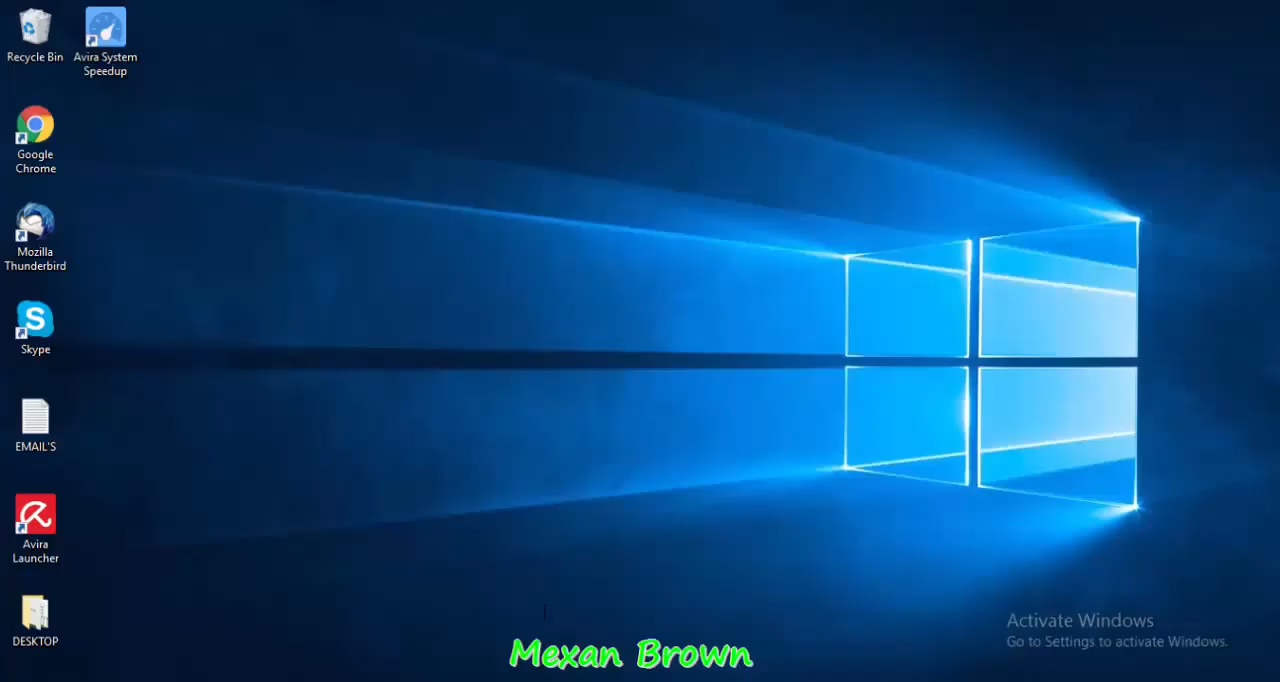 Recycle Bin
Avira System
Speedup
Google
Chrome
Mozilla
Thunderbird
S
Skype
EMAIL'S
Avira
Launcher
DESKTOP
Activate Windows
Go to Settings to activate Windows.
Mexan Brown